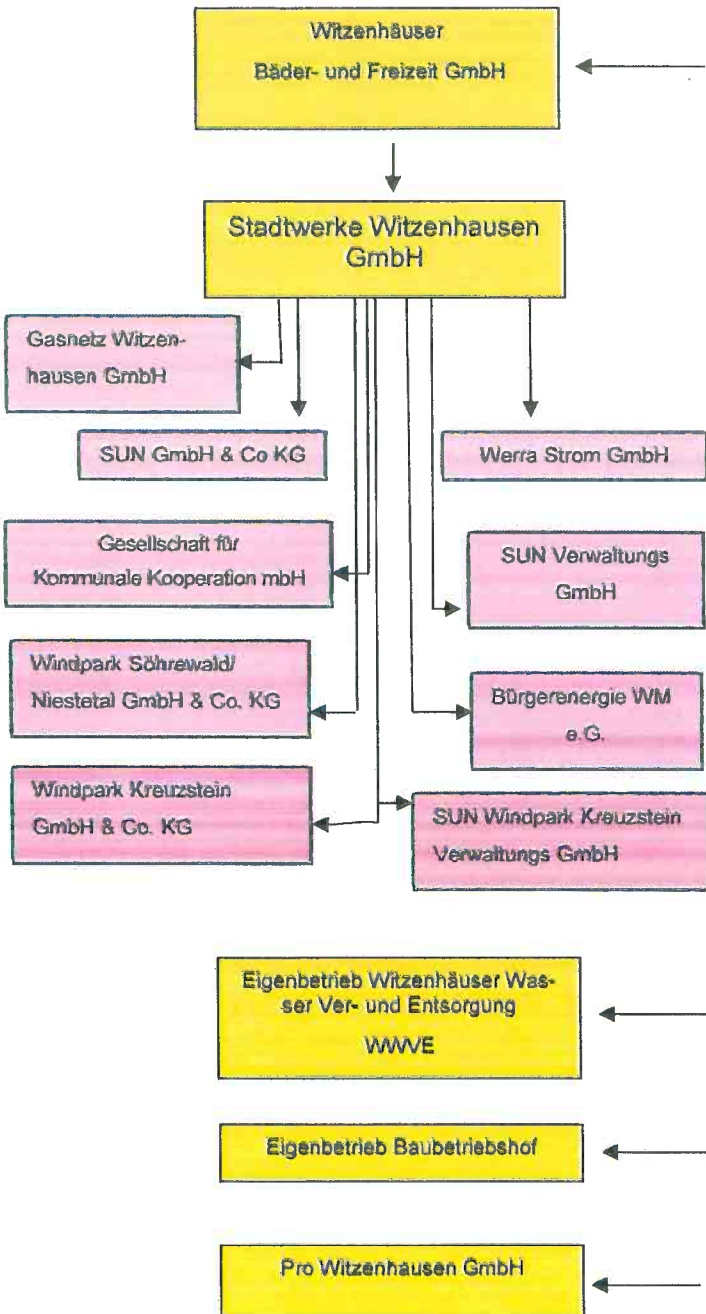 Witzenhäuser
Bäder- und Freizeit GmbH
Stadtwerke Witzenhausen
GmbH
Gasnetz Witzen-
hausen GmbH
SUN GmbH & Co KG
Werra Strom GmbH
Gesellschaft für
Kommunale Kooperation mbH
SUN Verwaltungs
GmbH
Windpark Söhrewald/
Niestetal GmbH & Co. KG
Bürgerenergie WM
e.G.
Windpark Kreuzstein
GmbH & Co. KG
SUN Windpark Kreuzstein
Verwaltungs GmbH
Eigenbetrieb Witzenhäuser Was-
ser Ver- und Entsorgung
WWVE
Eigenbetrieb Baubetriebshof
Pro Witzenhausen GmbH